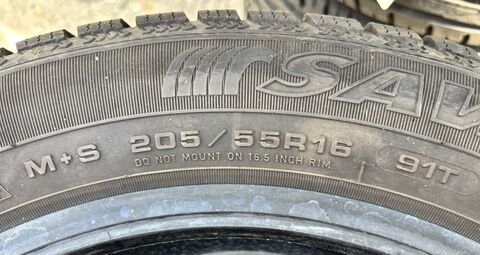 SAV
M+S 205/55R16 91T
DO NOT MOUNT ON 16.5 INCH RIM.